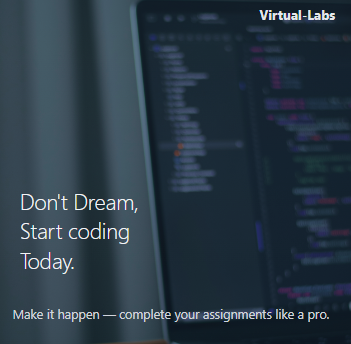 Virtual-Labs
Don't Dream,
Start coding
Today.
Make it happen — complete your assignments like a pro.